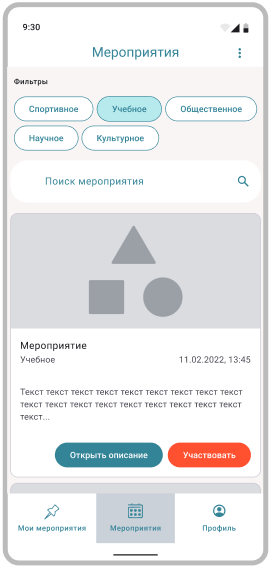 9:30
Мероприятия
Фильтры
Спортивное
Учебное
Общественное
Научное
Культурное
Поиск мероприятия
Мероприятие
Учебное
11.02.2022, 13:45
Текст текст текст текст текст текст текст текст текст
текст текст текст текст текст текст текст текст текст
текст...
Открыть описание
Участвовать
Мои мероприятия
Мероприятия
Профиль